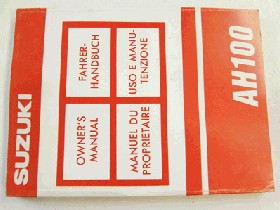 SUZUKI
OWNER'S
MANUAL
FAHRER-
HANDBUCH
MANUEL DU
PROPRIETAIRE
USO E MANU-
TENZIONE
AH100